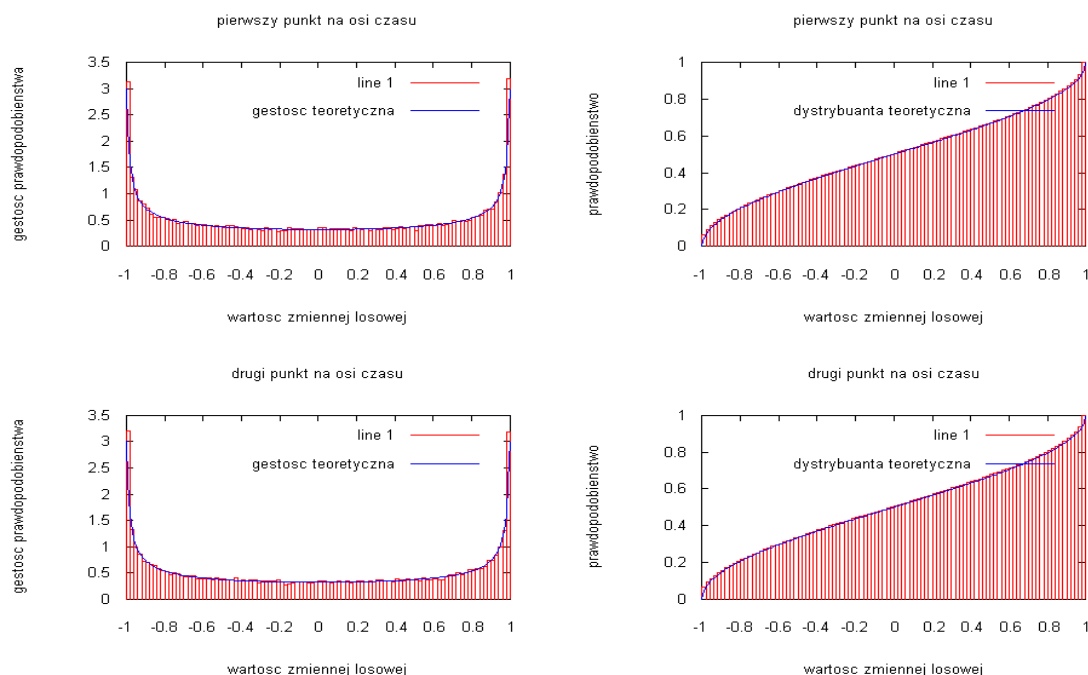 pierwszy punkt na osi czasu
gestosc prawdopodobienstwa
3.5
3
2.5
2
1.5
1
0.5
0
line 1
gestosc teoretyczna
-1 -0.8 -0.6 -0.4 -0.2 0 0.2 0.4 0.6 0.8 1
wartosc zmiennej losowej
pierwszy punkt na osi czasu
prawdopodobienstwo
1
0.8
0.6
0.4
0.2
0
line 1
dystrybuanta teoretyczna
-1 -0.8 -0.6 -0.4 -0.2 0 0.2 0.4 0.6 0.8 1
wartosc zmiennej losowej
drugi punkt na osi czasu
gestosc prawdopodobienstwa
3.5
3
2.5
2
1.5
1
0.5
0
line 1
gestosc teoretyczna
-1 -0.8 -0.6 -0.4 -0.2 0 0.2 0.4 0.6 0.8 1
wartosc zmiennej losowej
drugi punkt na osi czasu
prawdopodobienstwo
1
0.8
0.6
0.4
0.2
0
line 1
dystrybuanta teoretyczna
-1 -0.8 -0.6 -0.4 -0.2 0 0.2 0.4 0.6 0.8 1
wartosc zmiennej losowej